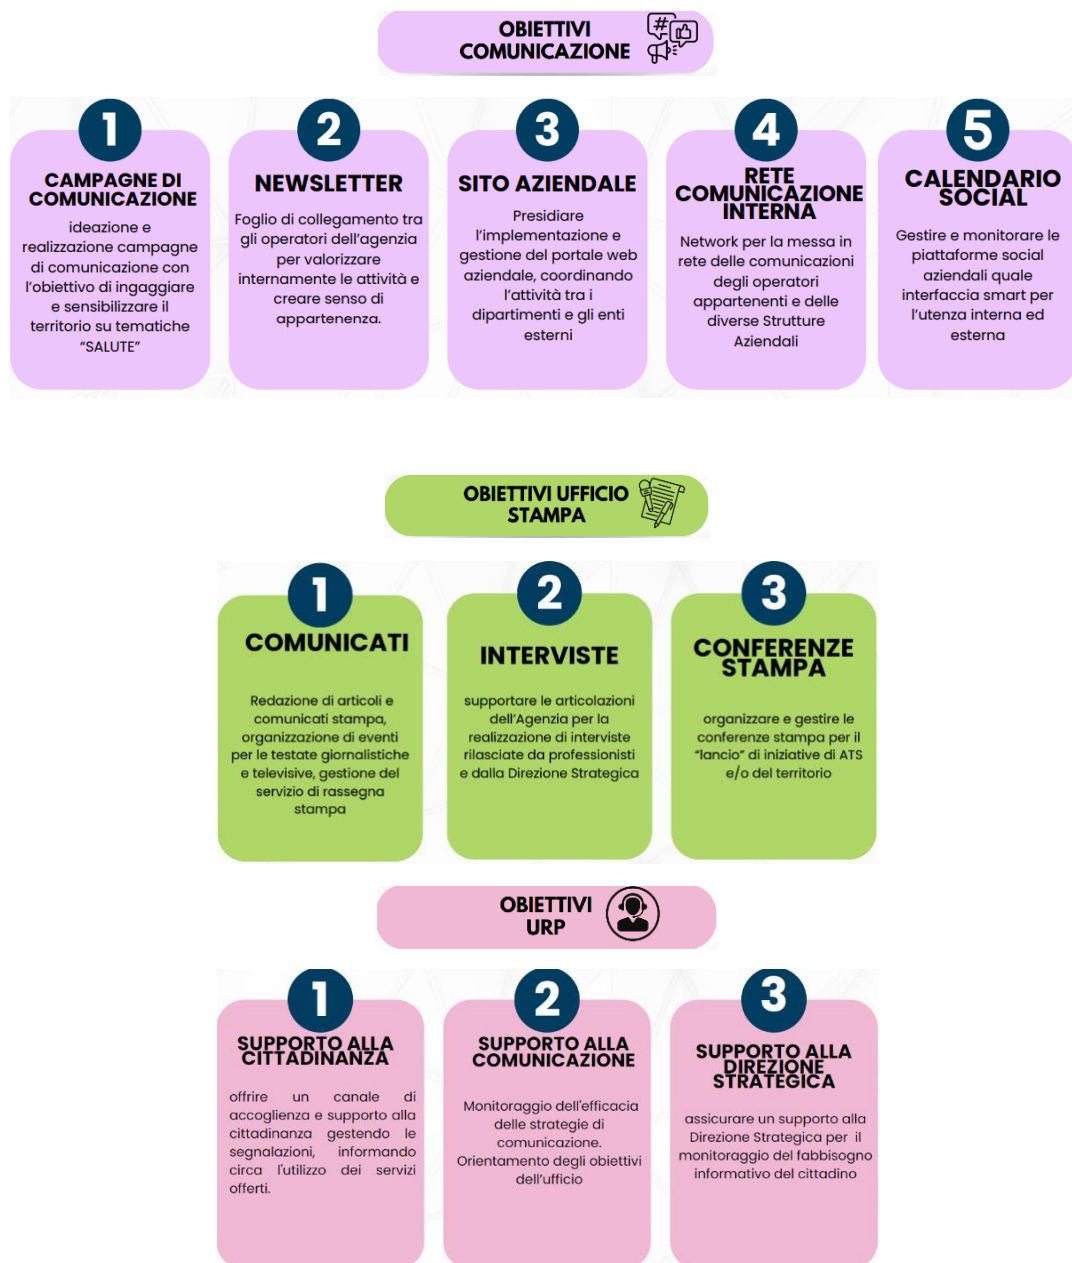 OBIETTIVI
COMUNICAZIONE
#
1
CAMPAGNE DI
COMUNICAZIONE
ideazione e
realizzazione campagne
di comunicazione con
l'obiettivo di ingaggiare
e sensibilizzare il
territorio su tematiche
“SALUTE”
2
NEWSLETTER
Foglio di collegamento tra
gli operatori dell’agenzia
per valorizzare
internamente le attività e
creare senso di
appartenenza.
3
SITO AZIENDALE
Presidiare
l’implementazione e
gestione del portale web
aziendale, coordinando
l’attività tra i
dipartimenti e gli enti
esterni
4
RETE
COMUNICAZIONE
INTERNA
Network per la messa in
rete delle comunicazioni
degli operatori
appartenenti e delle
diverse Strutture
Aziendali
5
CALENDARIO
SOCIAL
Gestire e monitorare le
piattaforme social
aziendali quale
interfaccia smart per
l’utenza interna ed
esterna
OBIETTIVI UFFICIO
STAMPA
1
COMUNICATI
Redazione di articoli e
comunicati stampa,
organizzazione di eventi
per le testate giornalistiche
e televisive, gestione del
servizio di rassegna
stampa
2
INTERVISTE
supportare le articolazioni
dell’Agenzia per la
realizzazione di interviste
rilasciate da professionisti
e dalla Direzione Strategica
3
CONFERENZE
STAMPA
organizzare e gestire le
conferenze stampa per il
“lancio” di iniziative di ATS
e/o del territorio
OBIETTIVI
URP
1
SUPPORTO ALLA
CITTADINANZA
offrire un canale di
accoglienza e supporto alla
cittadinanza gestendo le
segnalazioni, informando
circa l'utilizzo dei servizi
offerti.
2
SUPPORTO ALLA
COMUNICAZIONE
Monitoraggio dell'efficacia
delle strategie di
comunicazione.
Orientamento degli obiettivi
dell’ufficio
3
SUPPORTO ALLA
DIREZIONE
STRATEGICA
assicurare un supporto alla
Direzione Strategica per il
monitoraggio del fabbisogno
informativo del cittadino